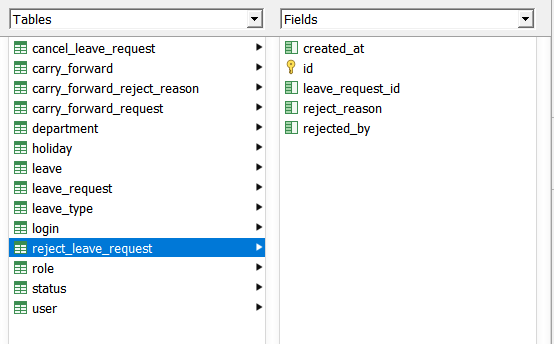 Tables
cancel_leave_request
carry_forward
carry_forward_reject_reason
carry_forward_request
department
holiday
leave
leave_request
leave_type
login
reject_leave_request
role
status
user
Fields
created_at
id
leave_request_id
reject_reason
rejected_by